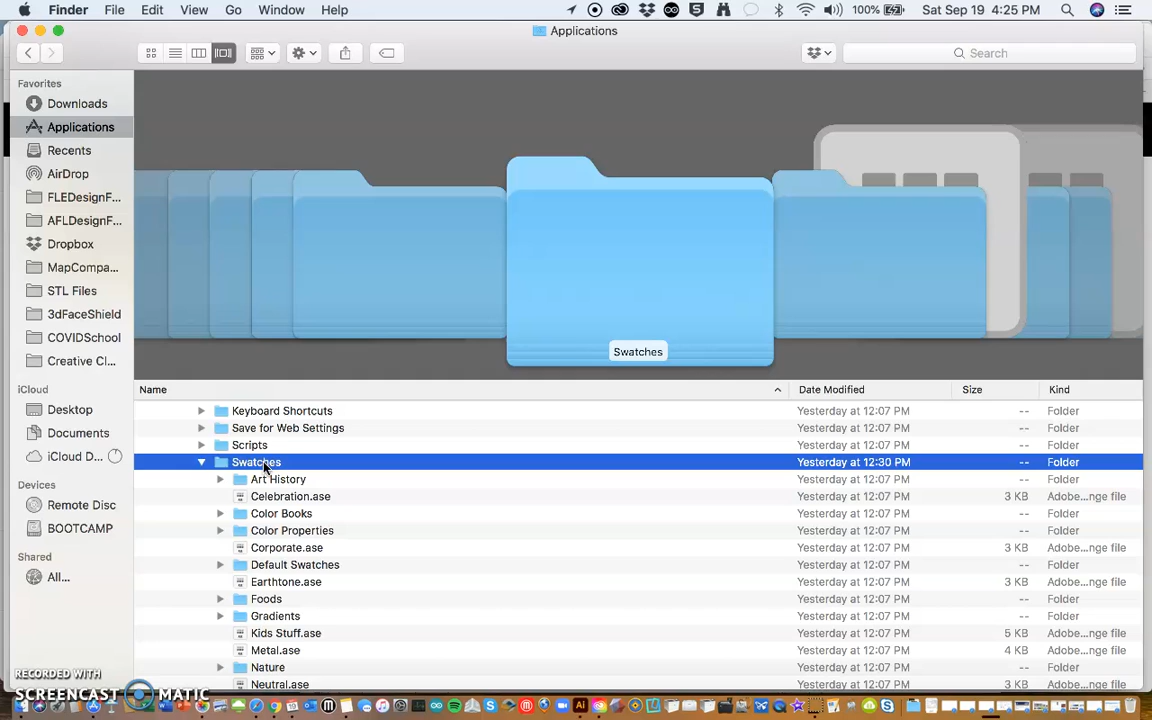 Finder File Edit View Go Window Help 100% Sat Sep 19 4:25 PM
Applications
Search
Favorites
Downloads
Applications
Recents
AirDrop
FLEDesignF...
AFLDesignF...
Dropbox
MapCompa...
STL Files
3dFaceShield
COVIDSchool
Creative Cl...
iCloud
Desktop
Documents
iCloud D...
Devices
Remote Disc
BOOTCAMP
Shared
All...
Swatches
Name Date Modified Size Kind
Keyboard Shortcuts Yesterday at 12:07 PM -- Folder
Save for Web Settings Yesterday at 12:07 PM -- Folder
Scripts Yesterday at 12:07 PM -- Folder
Swatches Yesterday at 12:30 PM -- Folder
Art History Yesterday at 12:07 PM -- Folder
Celebration.ase Yesterday at 12:07 PM 3 KB Adobe...nge file
Color Books Yesterday at 12:07 PM -- Folder
Color Properties Yesterday at 12:07 PM -- Folder
Corporate.ase Yesterday at 12:07 PM 3 KB Adobe...nge file
Default Swatches Yesterday at 12:07 PM -- Folder
Earthtone.ase Yesterday at 12:07 PM 3 KB Adobe...nge file
Foods Yesterday at 12:07 PM -- Folder
Gradients Yesterday at 12:07 PM -- Folder
Kids Stuff.ase Yesterday at 12:07 PM 5 KB Adobe...nge file
Metal.ase Yesterday at 12:07 PM 4 KB Adobe...nge file
Nature Yesterday at 12:07 PM -- Folder
Neutral.ase Yesterday at 12:07 PM 3 KB Adobe...nge file
RECORDED WITH
SCREENCAST MATIC